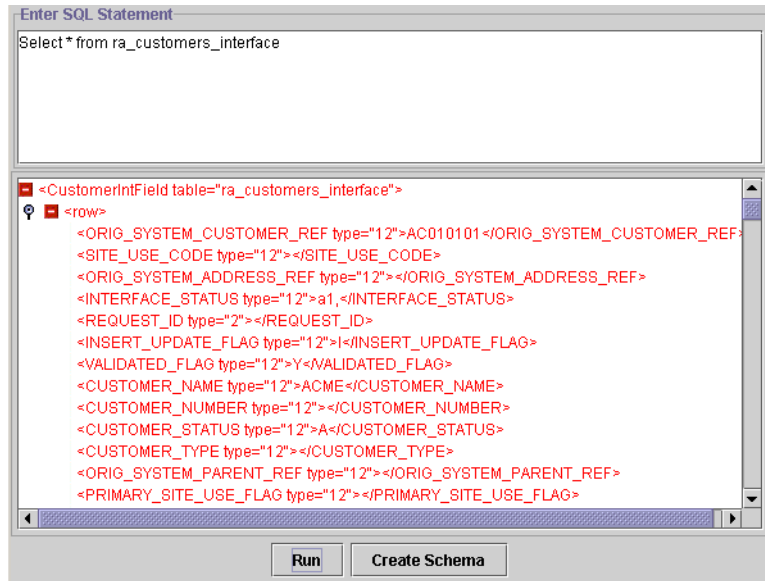 Enter SQL Statement
Select * from ra_customers_interface
<CustomerIntField table="ra_customers_interface">
<row>
<ORIG_SYSTEM_CUSTOMER_REF type="12">AC010101</ORIG_SYSTEM_CUSTOMER_REF>
<SITE_USE_CODE type="12"></SITE_USE_CODE>
<ORIG_SYSTEM_ADDRESS_REF type="12"></ORIG_SYSTEM_ADDRESS_REF>
<INTERFACE_STATUS type="12">a1,</INTERFACE_STATUS>
<REQUEST_ID type="2"></REQUEST_ID>
<INSERT_UPDATE_FLAG type="12">I</INSERT_UPDATE_FLAG>
<VALIDATED_FLAG type="12">Y</VALIDATED_FLAG>
<CUSTOMER_NAME type="12">ACME</CUSTOMER_NAME>
<CUSTOMER_NUMBER type="12"></CUSTOMER_NUMBER>
<CUSTOMER_STATUS type="12">A</CUSTOMER_STATUS>
<CUSTOMER_TYPE type="12"></CUSTOMER_TYPE>
<ORIG_SYSTEM_PARENT_REF type="12"></ORIG_SYSTEM_PARENT_REF>
<PRIMARY_SITE_USE_FLAG type="12"></PRIMARY_SITE_USE_FLAG>
Run Create Schema